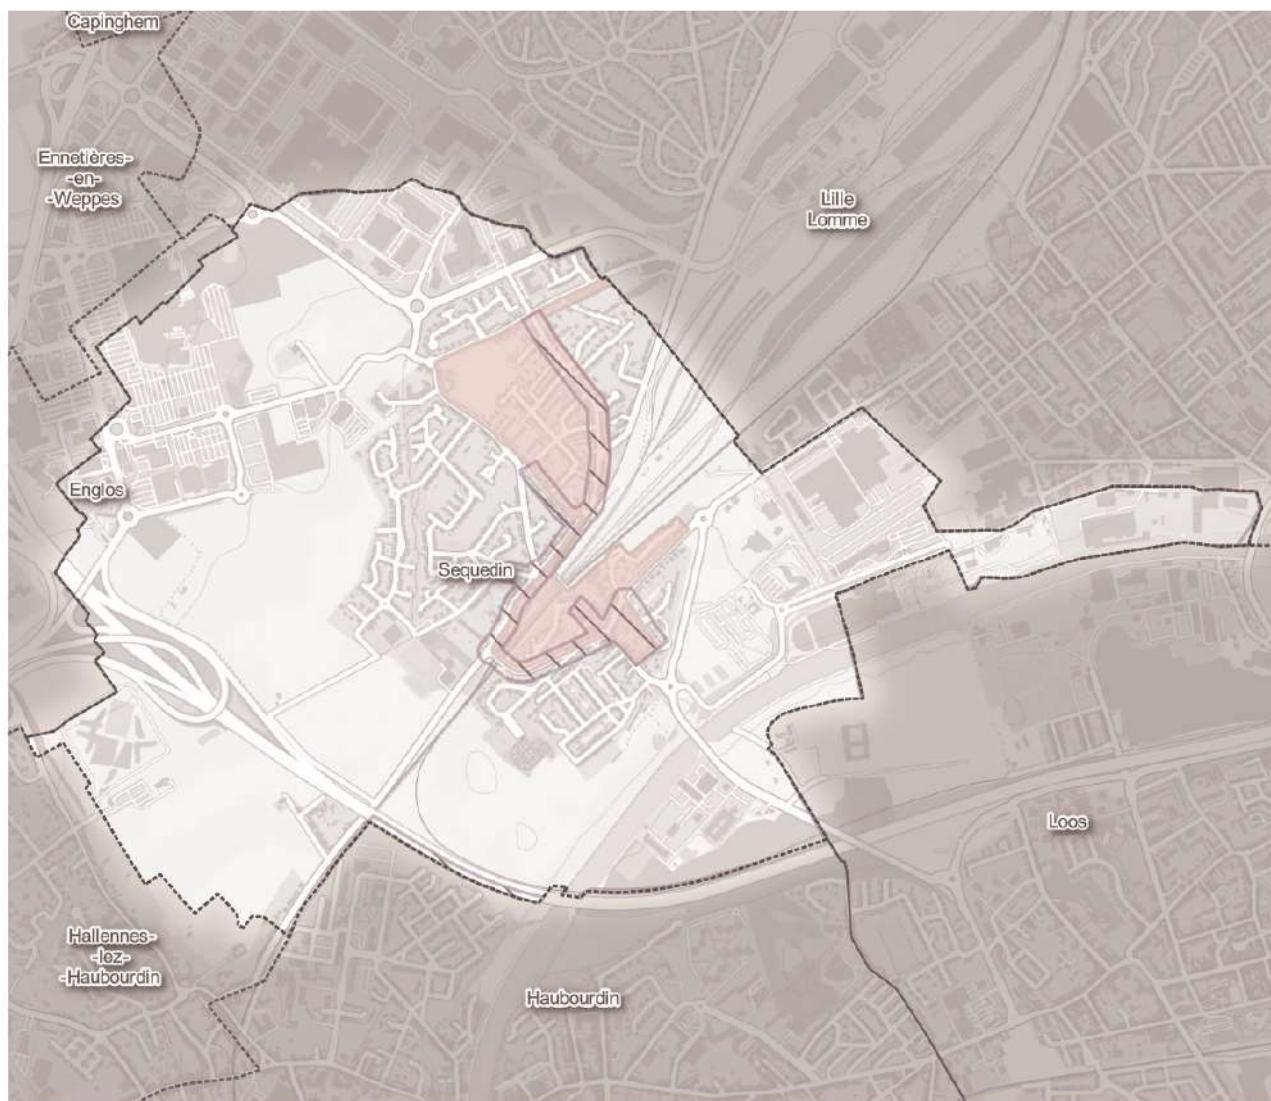 Capinghem
Ennetières-
-en-
-Weppes
Lille
Lomme
Englos
Sequedin
Loos
Hallennes-
-lez-
-Haubourdin
Haubourdin